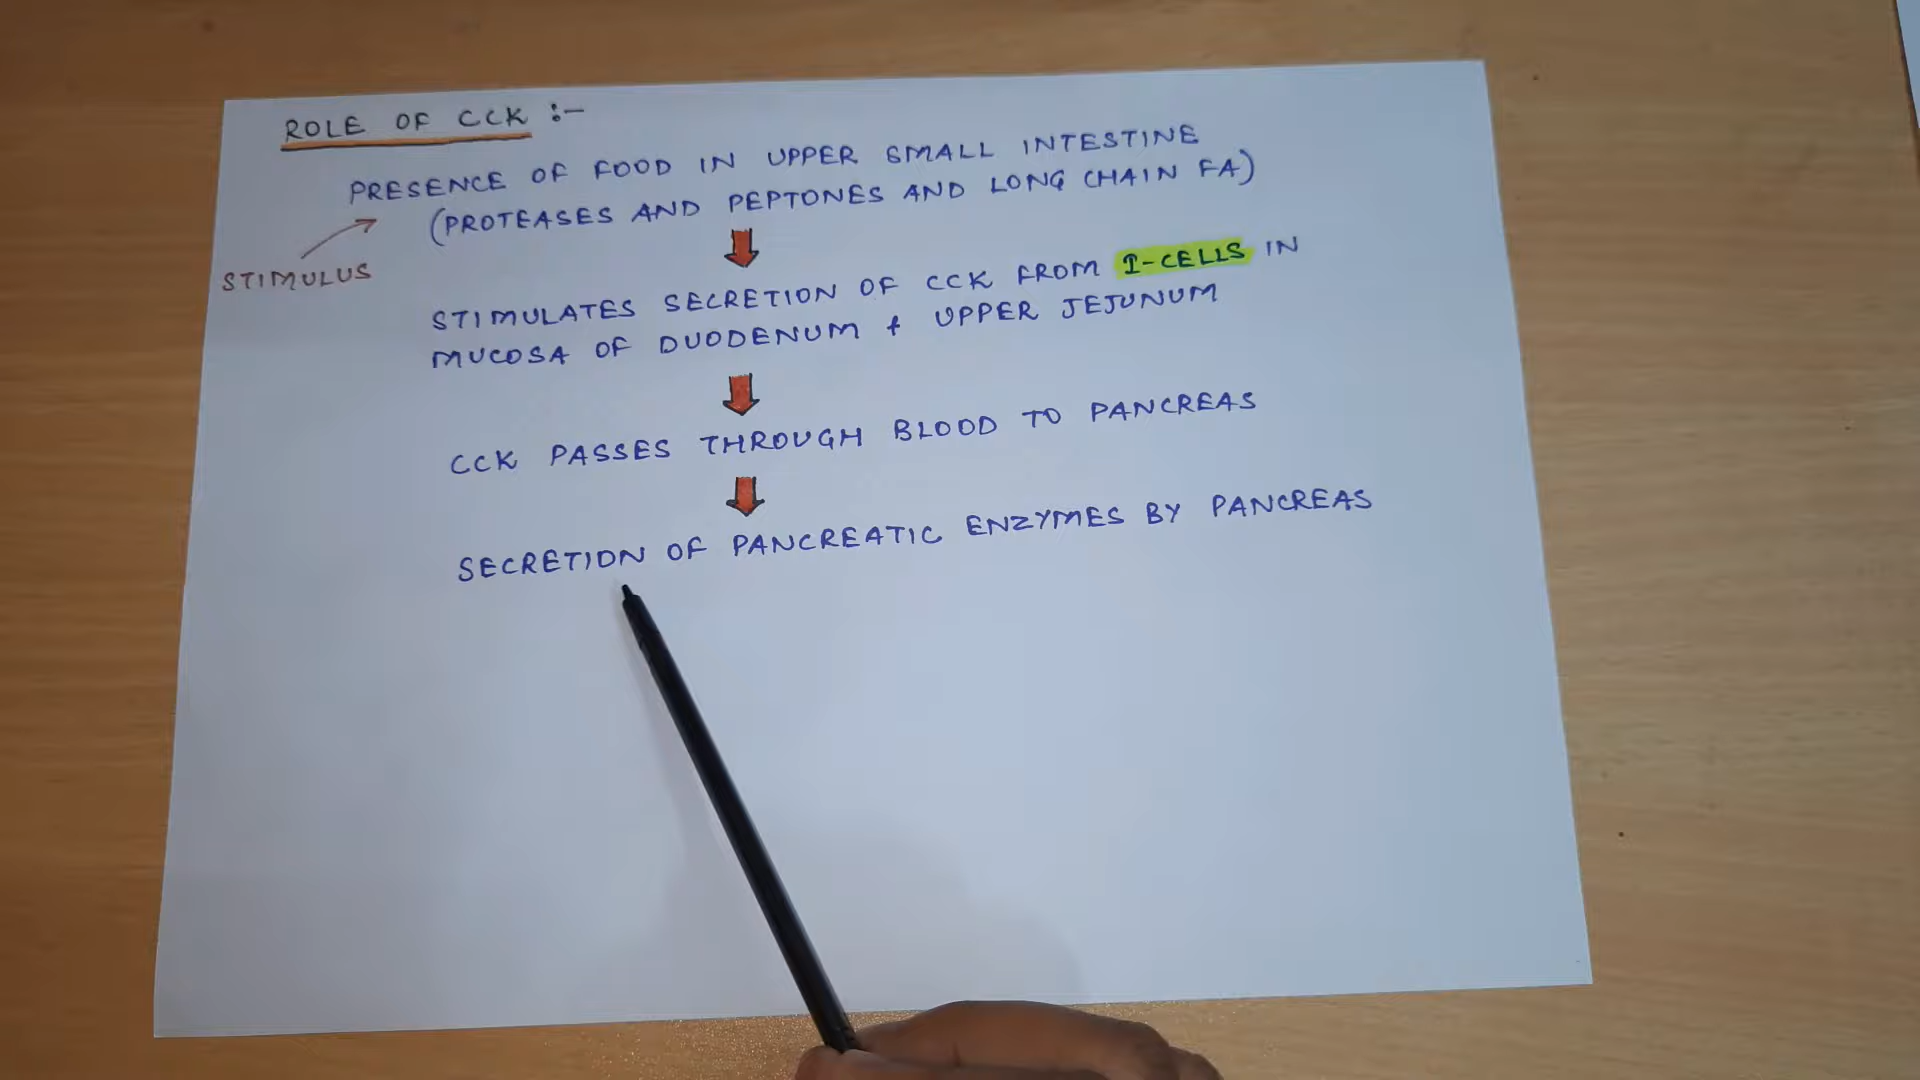 ROLE OF CCK :-
PRESENCE OF FOOD IN UPPER SMALL INTESTINE
(PROTEASES AND PEPTONES AND LONG CHAIN FA)
STIMULUS
STIMULATES SECRETION OF CCK FROM I-CELLS IN
MUCOSA OF DUODENUM + UPPER JEJUNUM
CCK PASSES THROUGH BLOOD TO PANCREAS
SECRETION OF PANCREATIC ENZYMES BY PANCREAS